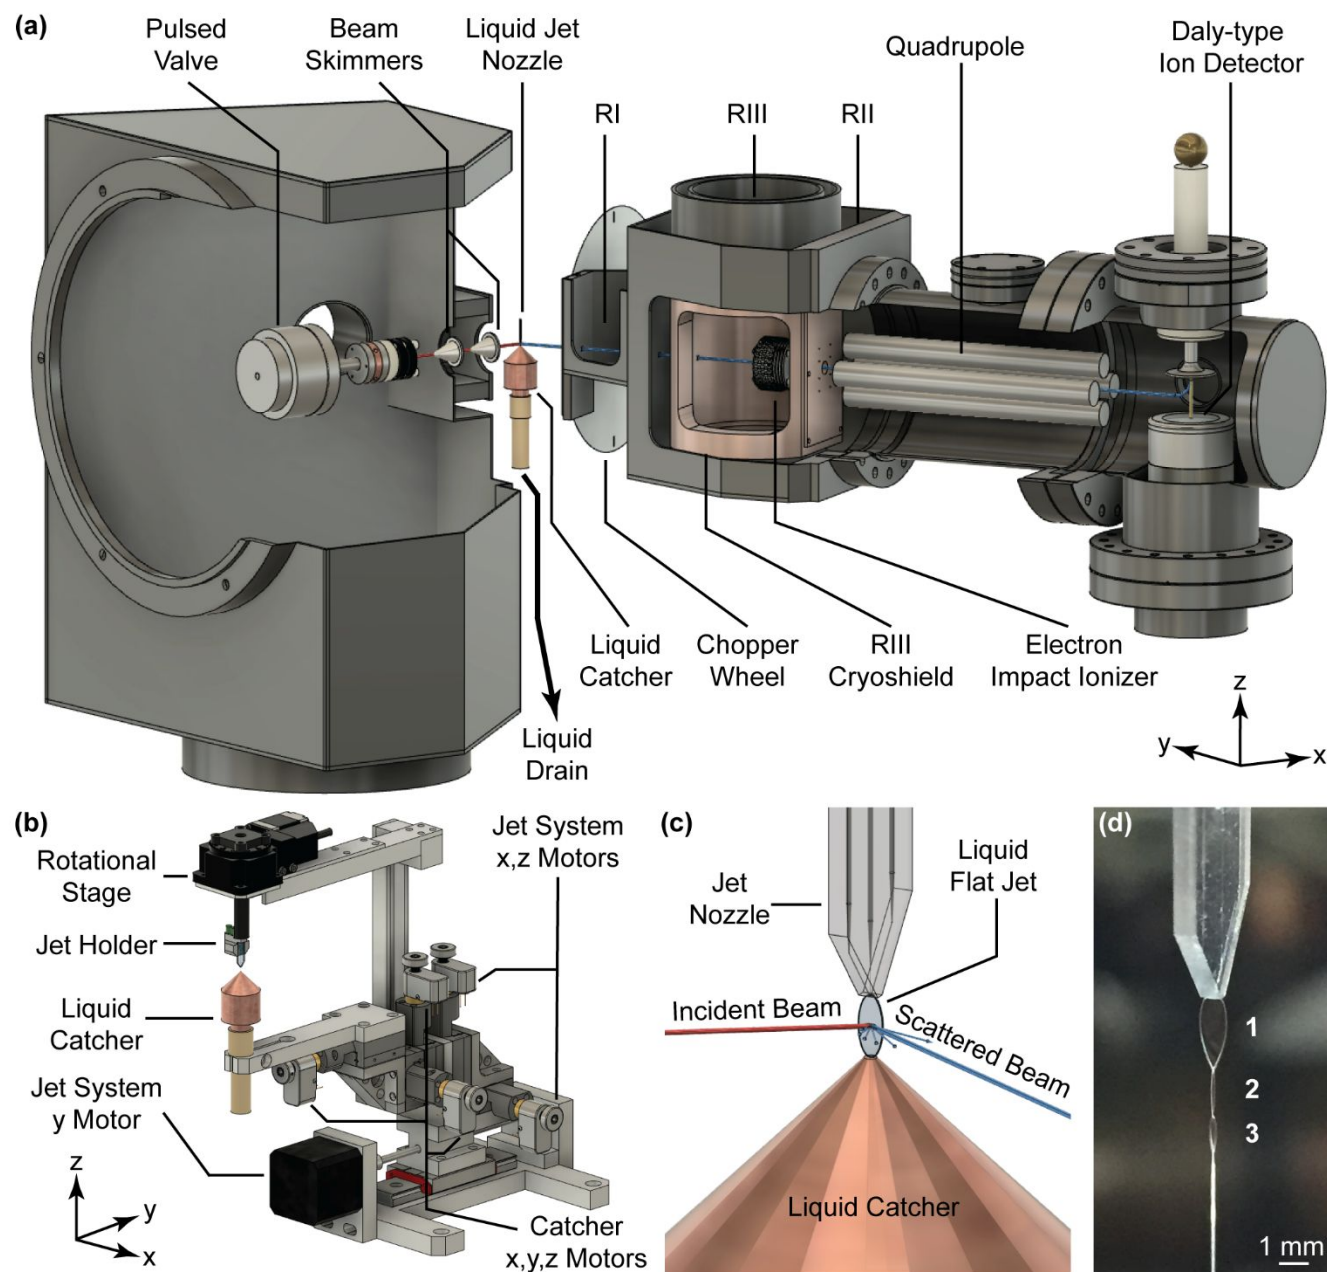 (a)
Pulsed
Valve
Beam
Skimmers
Liquid Jet
Nozzle
RI
RIII
RII
Quadrupole
Daly-type
Ion Detector
Liquid
Catcher
Chopper
Wheel
RIII
Cryoshield
Electron
Impact Ionizer
Liquid
Drain
z
y
x
(b)
Rotational
Stage
Jet Holder
Liquid
Catcher
Jet System
y Motor
Jet System
x,z Motors
Catcher
x,y,z Motors
z
y
x
(c)
Jet
Nozzle
Liquid
Flat Jet
Incident Beam
Scattered Beam
Liquid Catcher
(d)
1
2
3
1 mm